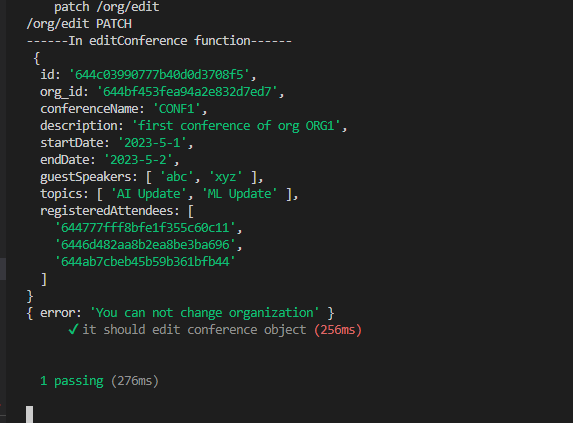 patch /org/edit
/org/edit PATCH
------In editConference function------
{
id: '644c03990777b40d0d3708f5',
org_id: '644bf453fea94a2e832d7ed7',
conferenceName: 'CONF1',
description: 'first conference of org ORG1',
startDate: '2023-5-1',
endDate: '2023-5-2',
guestSpeakers: [ 'abc', 'xyz' ],
topics: [ 'AI Update', 'ML Update' ],
registeredAttendees: [
'644777fff8bfe1f355c60c11',
'6446d482aa8b2ea8be3ba696',
'644ab7cbeb45b59b361bfb44'
]
}
{ error: 'You can not change organization' }
✓ it should edit conference object (256ms)
1 passing (276ms)